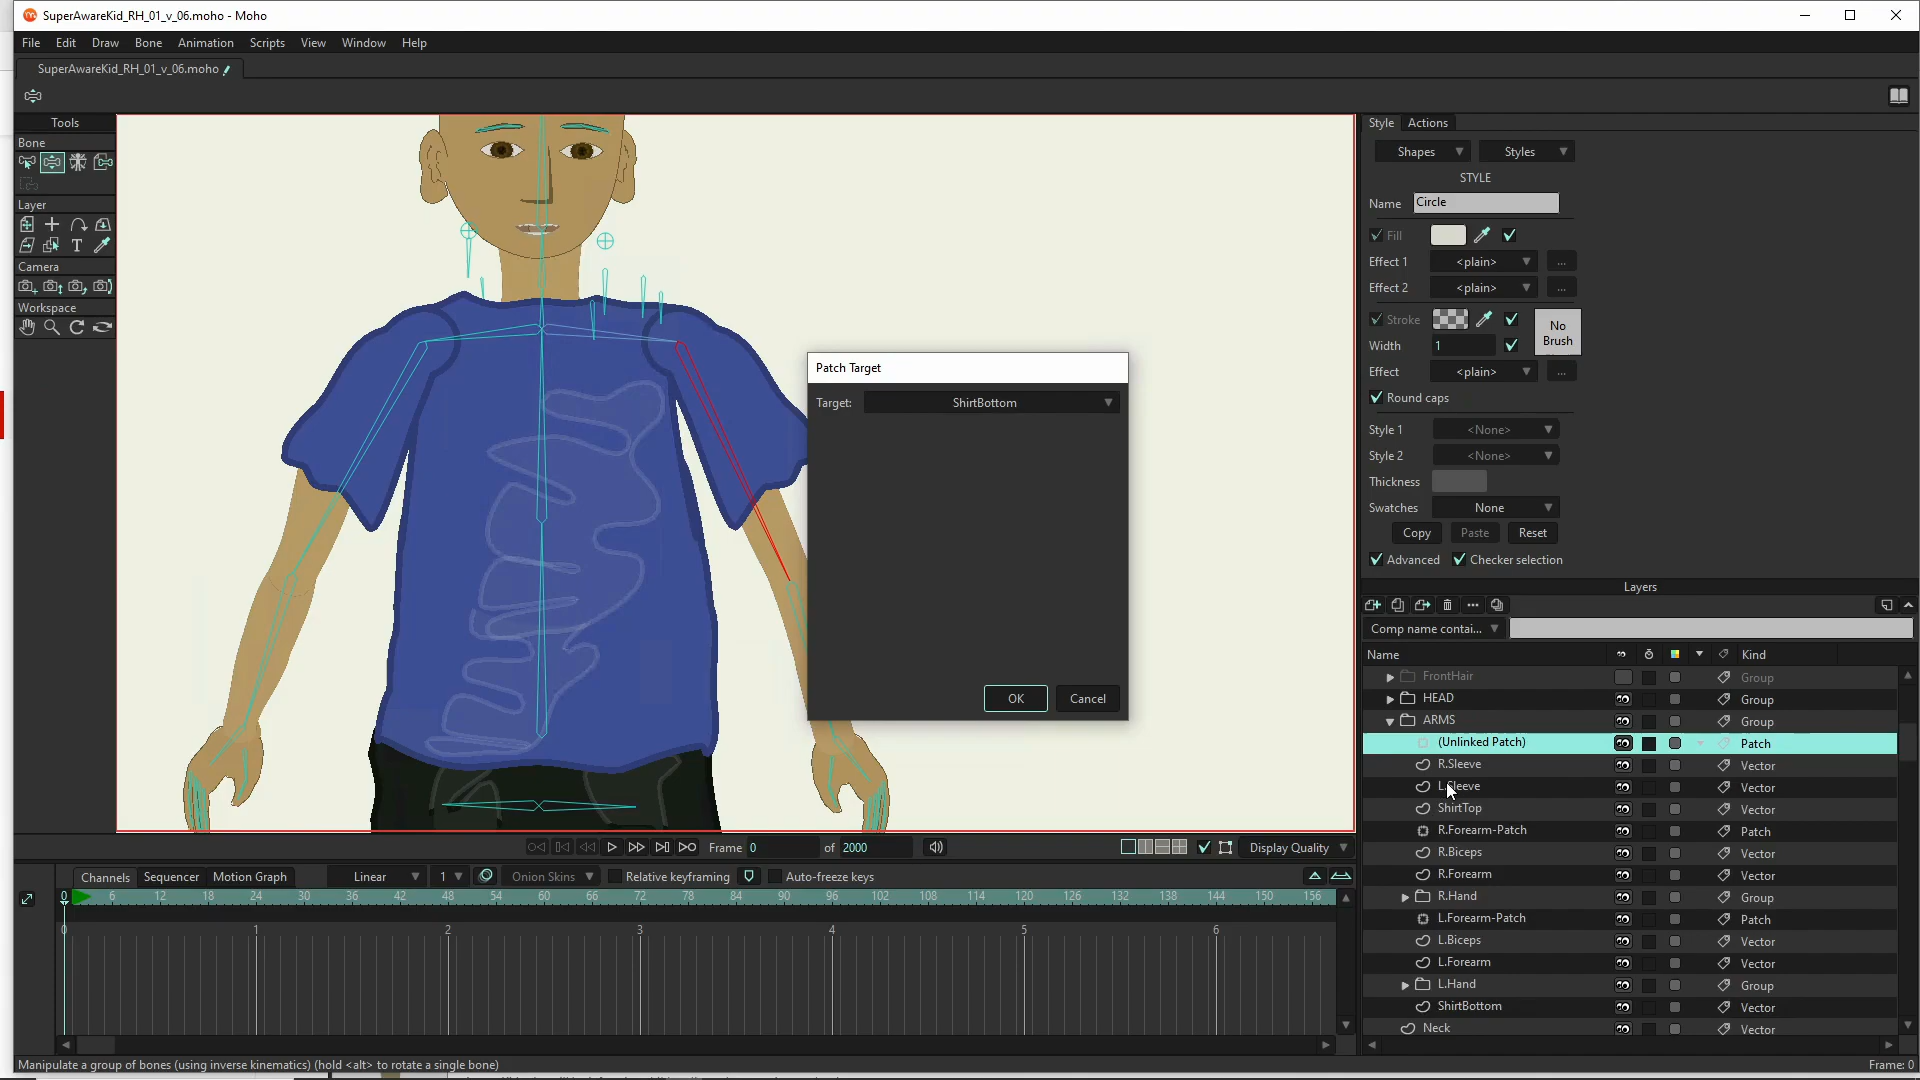 SuperAwareKid_RH_01_v_06.moho - Moho
File Edit Draw Bone Animation Scripts View Window Help
SuperAwareKid_RH_01_v_06.moho
Tools
Bone
Layer
Camera
Workspace
Patch Target
Target: ShirtBottom
OK Cancel
Style Actions
Shapes Styles
STYLE
Name Circle
Fill
Effect 1 <plain> ...
Effect 2 <plain> ...
Stroke
No Brush
Width 1
Effect <plain> ...
Round caps
Style 1 <None>
Style 2 <None>
Thickness
Swatches None
Copy Paste Reset
Advanced Checker selection
Layers
Comp name contai...
Name Kind
FrontHair Group
HEAD Group
ARMS Group
(Unlinked Patch) Patch
R.Sleeve Vector
L.Sleeve Vector
ShirtTop Vector
R.Forearm-Patch Patch
R.Biceps Vector
R.Forearm Vector
R.Hand Group
L.Forearm-Patch Patch
L.Biceps Vector
L.Forearm Vector
L.Hand Group
ShirtBottom Vector
Neck Vector
Frame 0 of 2000 Display Quality
Channels Sequencer Motion Graph Linear 1 Onion Skins Relative keyframing Auto-freeze keys
0 6 12 18 24 30 36 42 48 54 60 66 72 78 84 90 96 102 108 114 120 126 132 138 144 150 156
0 1 2 3 4 5 6
Manipulate a group of bones (using inverse kinematics) (hold <alt> to rotate a single bone) Frame: 0